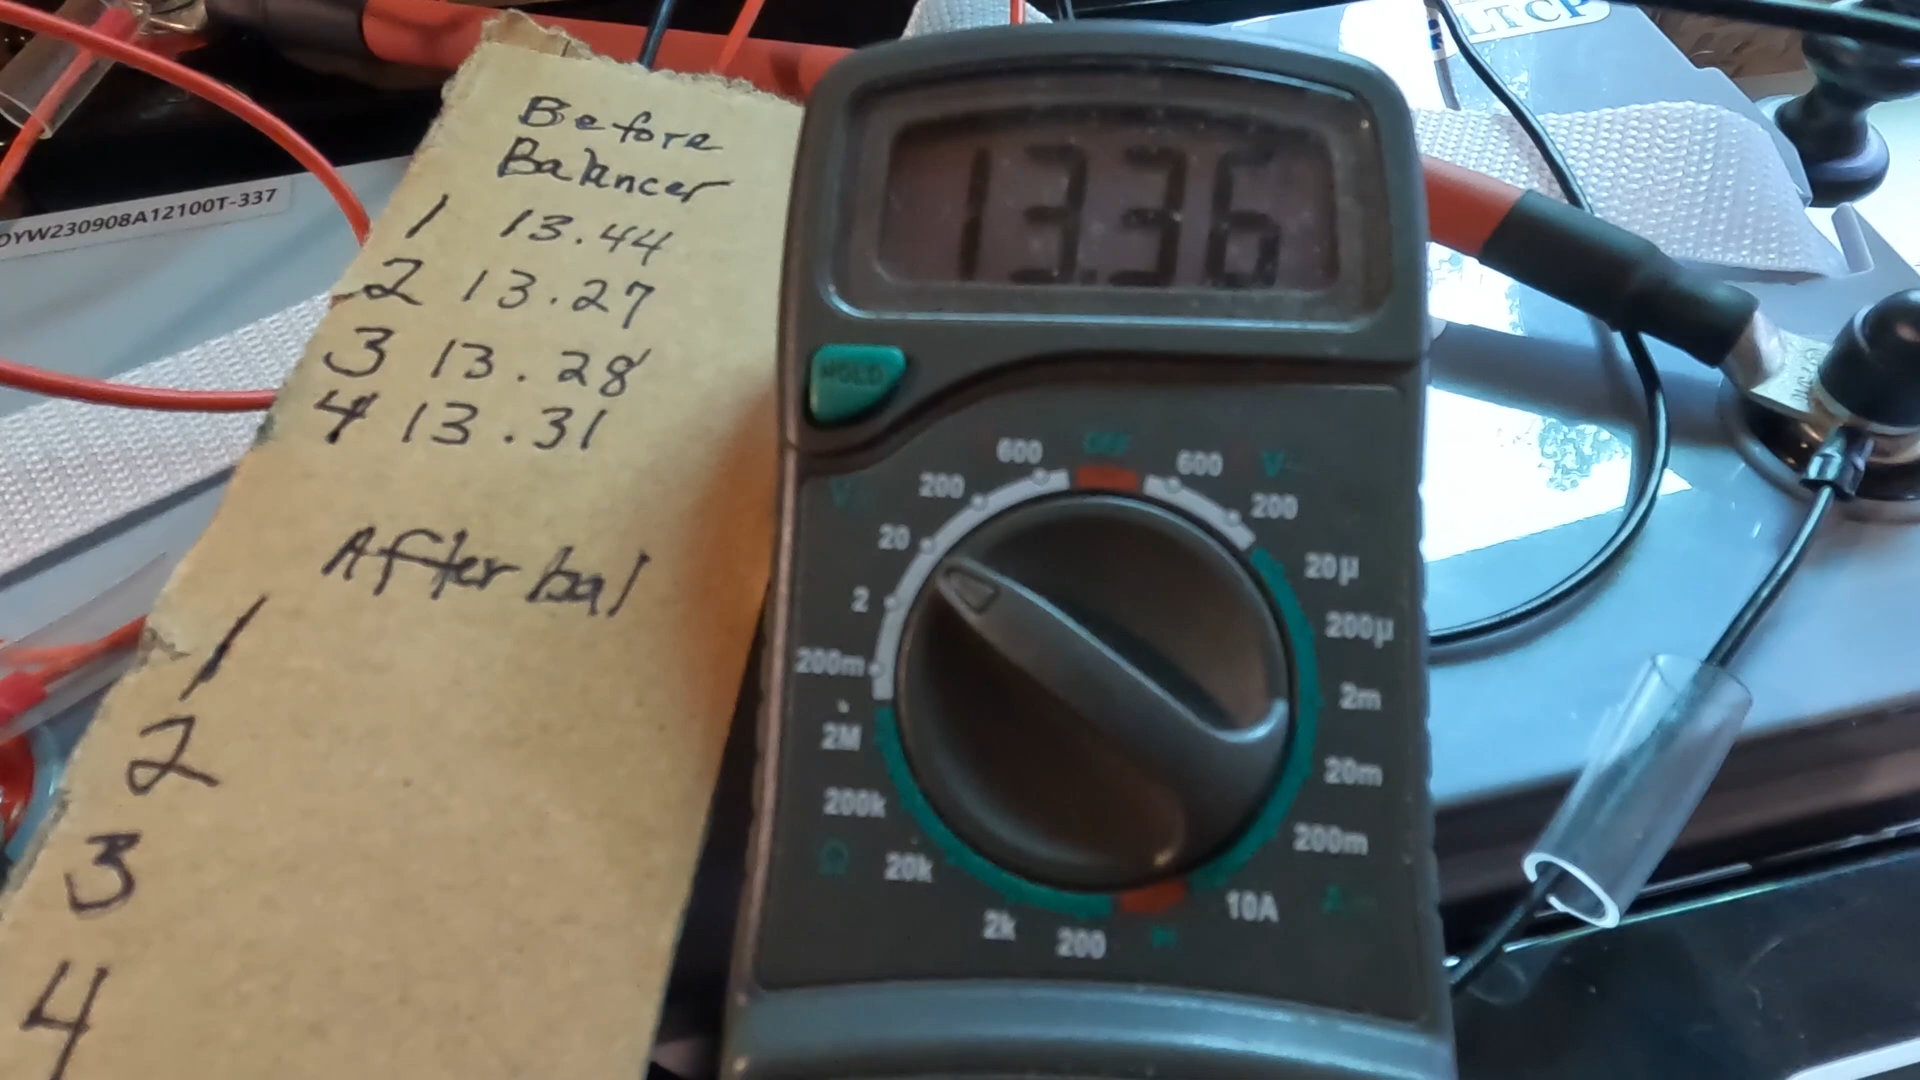 Before
Balancer
1 13.44
2 13.27
3 13.28
4 13.31
After bal
1
2
3
4
DYW230908A12100T-337
LTCP
13.36
HOLD
OFF
600
200
20
2
200m
2M
200k
20k
2k
200
600
V~
200
20µ
200µ
2m
20m
200m
10A
Ω